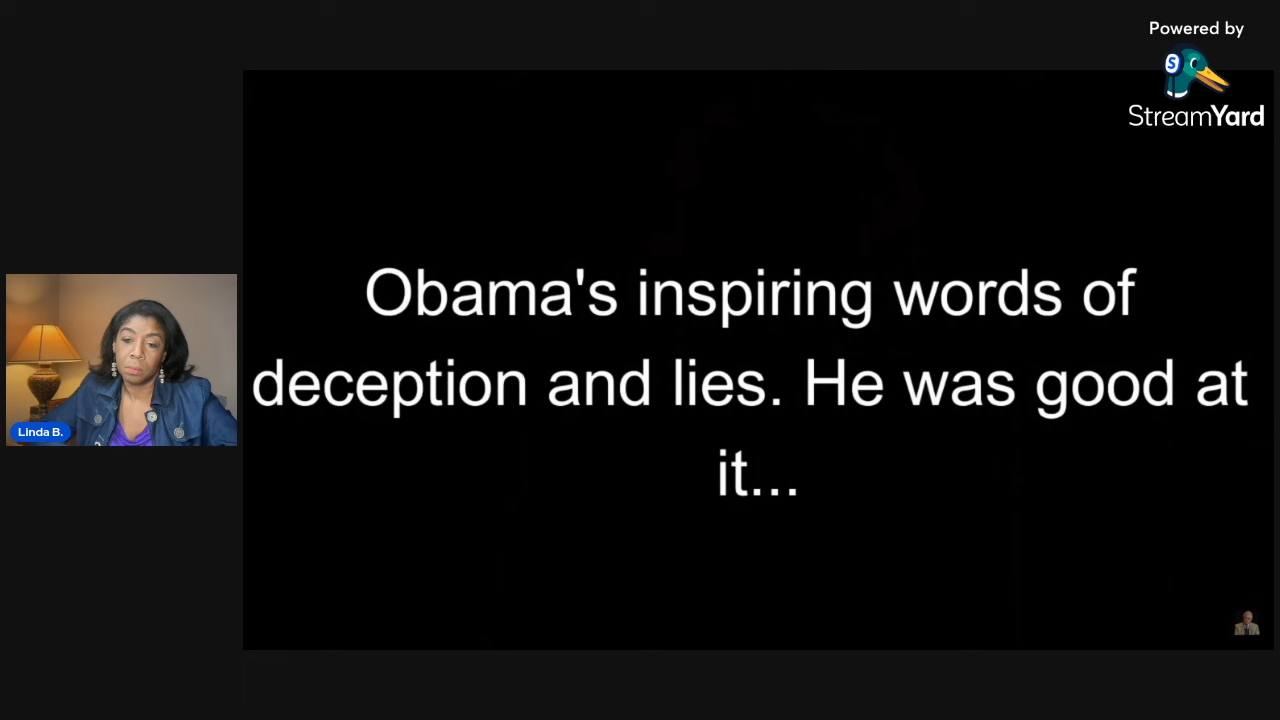 Powered by
StreamYard
Obama's inspiring words of
deception and lies. He was good at
it...
Linda B.